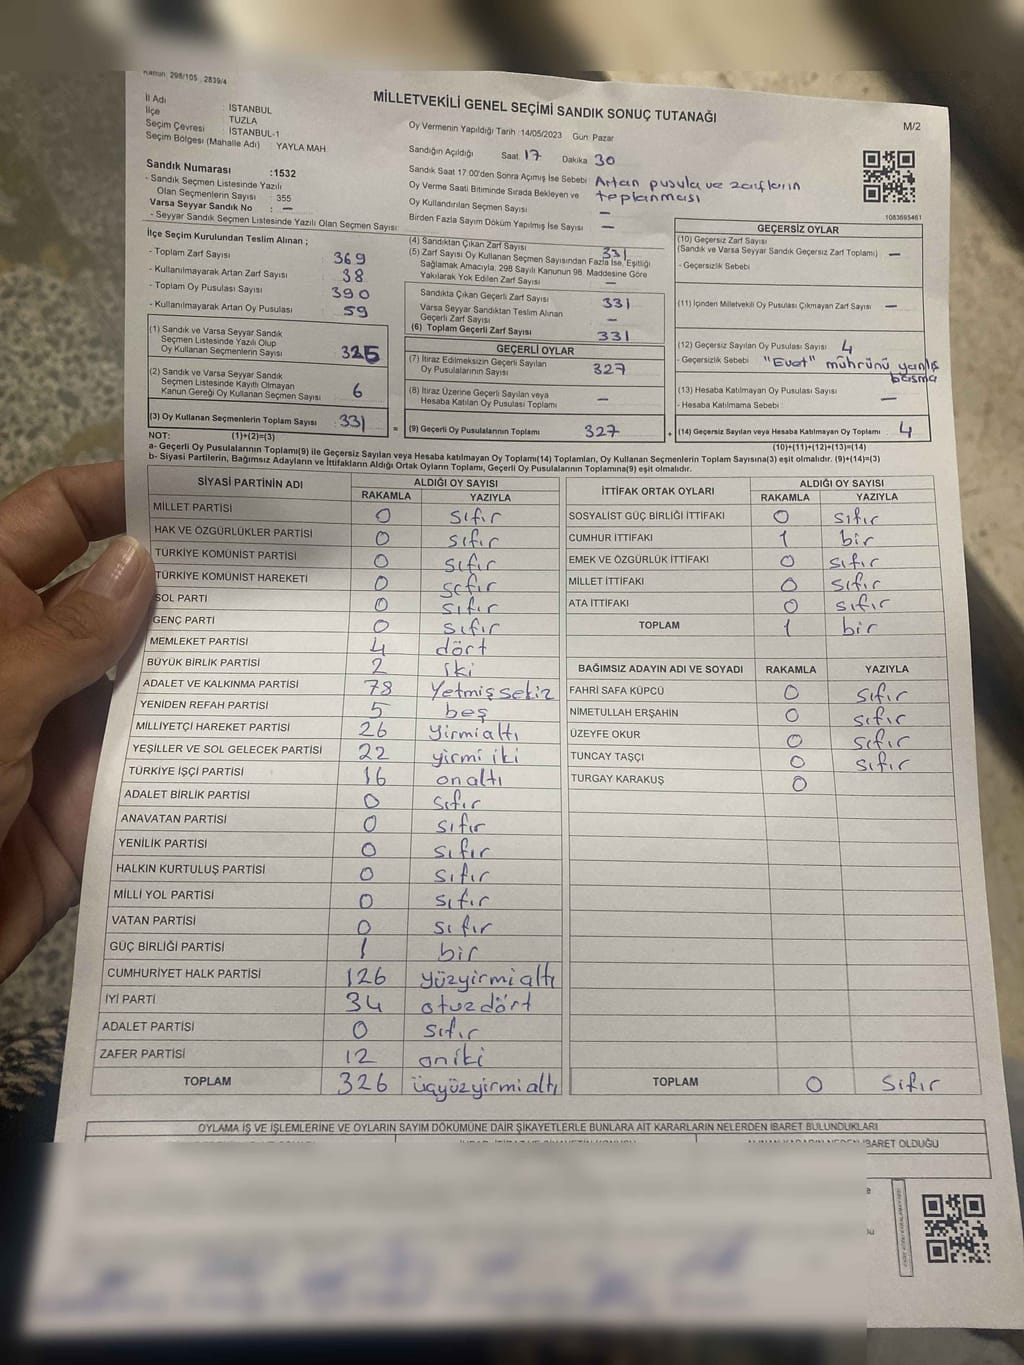 Kanun 298/105 , 2839/4
MİLLETVEKİLİ GENEL SEÇİMİ SANDIK SONUÇ TUTANAĞI
M/2
İl Adı : İSTANBUL
İlçe : TUZLA
Seçim Çevresi : İSTANBUL-1
Seçim Bölgesi (Mahalle Adı) : YAYLA MAH
Sandık Numarası :1532
- Sandık Seçmen Listesinde Yazılı
Olan Seçmenlerin Sayısı : 355
Varsa Seyyar Sandık No : —
- Seyyar Sandık Seçmen Listesinde Yazılı Olan Seçmen Sayısı
Oy Vermenin Yapıldığı Tarih :14/05/2023 Gün: Pazar
Sandığın Açıldığı Saat 17 Dakika 30
Sandık Saat 17:00'den Sonra Açılmış İse Sebebi Artan pusula ve zarfların
Oy Verme Saati Bitiminde Sırada Bekleyen ve toplanması
Oy Kullandırılan Seçmen Sayısı —
Birden Fazla Sayım Döküm Yapılmış İse Sayısı —
1083695461
İlçe Seçim Kurulundan Teslim Alınan ;
- Toplam Zarf Sayısı 369
- Kullanılmayarak Artan Zarf Sayısı 38
- Toplam Oy Pusulası Sayısı 390
- Kullanılmayarak Artan Oy Pusulası 59
(1) Sandık ve Varsa Seyyar Sandık
Seçmen Listesinde Yazılı Olup
Oy Kullanan Seçmenlerin Sayısı 325
(2) Sandık ve Varsa Seyyar Sandık
Seçmen Listesinde Kayıtlı Olmayan
Kanun Gereği Oy Kullanan Seçmen Sayısı 6
(3) Oy Kullanan Seçmenlerin Toplam Sayısı 331 =
(4) Sandıktan Çıkan Zarf Sayısı 331
(5) Zarf Sayısı Oy Kullanan Seçmen Sayısından Fazla İse, Eşitliği
Sağlamak Amacıyla, 298 Sayılı Kanunun 98. Maddesine Göre
Yakılarak Yok Edilen Zarf Sayısı —
Sandıkta Çıkan Geçerli Zarf Sayısı 331
Varsa Seyyar Sandıktan Teslim Alınan
Geçerli Zarf Sayısı —
(6) Toplam Geçerli Zarf Sayısı 331
GEÇERLİ OYLAR
(7) İtiraz Edilmeksizin Geçerli Sayılan
Oy Pusulalarının Sayısı 327
(8) İtiraz Üzerine Geçerli Sayılan veya
Hesaba Katılan Oy Pusulası Toplamı —
(9) Geçerli Oy Pusulalarının Toplamı 327 +
GEÇERSİZ OYLAR
(10) Geçersiz Zarf Sayısı
(Sandık ve Varsa Seyyar Sandık Geçersiz Zarf Toplamı) —
- Geçersizlik Sebebi
(11) İçinden Milletvekili Oy Pusulası Çıkmayan Zarf Sayısı —
(12) Geçersiz Sayılan Oy Pusulası Sayısı 4
- Geçersizlik Sebebi "Evet" mührünü yanlış
basma
(13) Hesaba Katılmayan Oy Pusulası Sayısı —
- Hesaba Katılmama Sebebi
(14) Geçersiz Sayılan veya Hesaba Katılmayan Oy Toplamı 4
NOT: (1)+(2)=(3) (10)+(11)+(12)+(13)=(14)
a- Geçerli Oy Pusulalarının Toplamı(9) ile Geçersiz Sayılan veya Hesaba Katılmayan Oy Toplamı(14) Toplamları, Oy Kullanan Seçmenlerin Toplam Sayısına(3) eşit olmalıdır. (9)+(14)=(3)
b- Siyasi Partilerin, Bağımsız Adayların ve İttifakların Aldığı Ortak Oyların Toplamı, Geçerli Oy Pusulalarının Toplamına(9) eşit olmalıdır.
SİYASİ PARTİNİN ADI ALDIĞI OY SAYISI
RAKAMLA YAZIYLA
MİLLET PARTİSİ 0 sıfır
HAK VE ÖZGÜRLÜKLER PARTİSİ 0 sıfır
TÜRKİYE KOMÜNİST PARTİSİ 0 sıfır
TÜRKİYE KOMÜNİST HAREKETİ 0 sıfır
SOL PARTİ 0 sıfır
GENÇ PARTİ 0 sıfır
MEMLEKET PARTİSİ 4 dört
BÜYÜK BİRLİK PARTİSİ 2 iki
ADALET VE KALKINMA PARTİSİ 78 Yetmiş sekiz
YENİDEN REFAH PARTİSİ 5 beş
MİLLİYETÇİ HAREKET PARTİSİ 26 yirmialtı
YEŞİLLER VE SOL GELECEK PARTİSİ 22 yirmi iki
TÜRKİYE İŞÇİ PARTİSİ 16 onaltı
ADALET BİRLİK PARTİSİ 0 sıfır
ANAVATAN PARTİSİ 0 sıfır
YENİLİK PARTİSİ 0 sıfır
HALKIN KURTULUŞ PARTİSİ 0 sıfır
MİLLİ YOL PARTİSİ 0 sıfır
VATAN PARTİSİ 0 sıfır
GÜÇ BİRLİĞİ PARTİSİ 1 bir
CUMHURİYET HALK PARTİSİ 126 yüzyirmialtı
İYİ PARTİ 34 otuzdört
ADALET PARTİSİ 0 sıfır
ZAFER PARTİSİ 12 oniki
TOPLAM 326 üçyüzyirmialtı
İTTİFAK ORTAK OYLARI ALDIĞI OY SAYISI
RAKAMLA YAZIYLA
SOSYALİST GÜÇ BİRLİĞİ İTTİFAKI 0 sıfır
CUMHUR İTTİFAKI 1 bir
EMEK VE ÖZGÜRLÜK İTTİFAKI 0 sıfır
MİLLET İTTİFAKI 0 sıfır
ATA İTTİFAKI 0 sıfır
TOPLAM 1 bir
BAĞIMSIZ ADAYIN ADI VE SOYADI RAKAMLA YAZIYLA
FAHRİ SAFA KÜPCÜ 0 sıfır
NİMETULLAH ERŞAHİN 0 sıfır
ÜZEYFE OKUR 0 sıfır
TUNCAY TAŞÇI 0 sıfır
TURGAY KARAKUŞ 0
TOPLAM 0 Sıfır
OYLAMA İŞ VE İŞLEMLERİNE VE OYLARIN SAYIM DÖKÜMÜNE DAİR ŞİKAYETLERLE BUNLARA AİT KARARLARIN NELERDEN İBARET BULUNDUKLARI
İBARET OLDUĞU